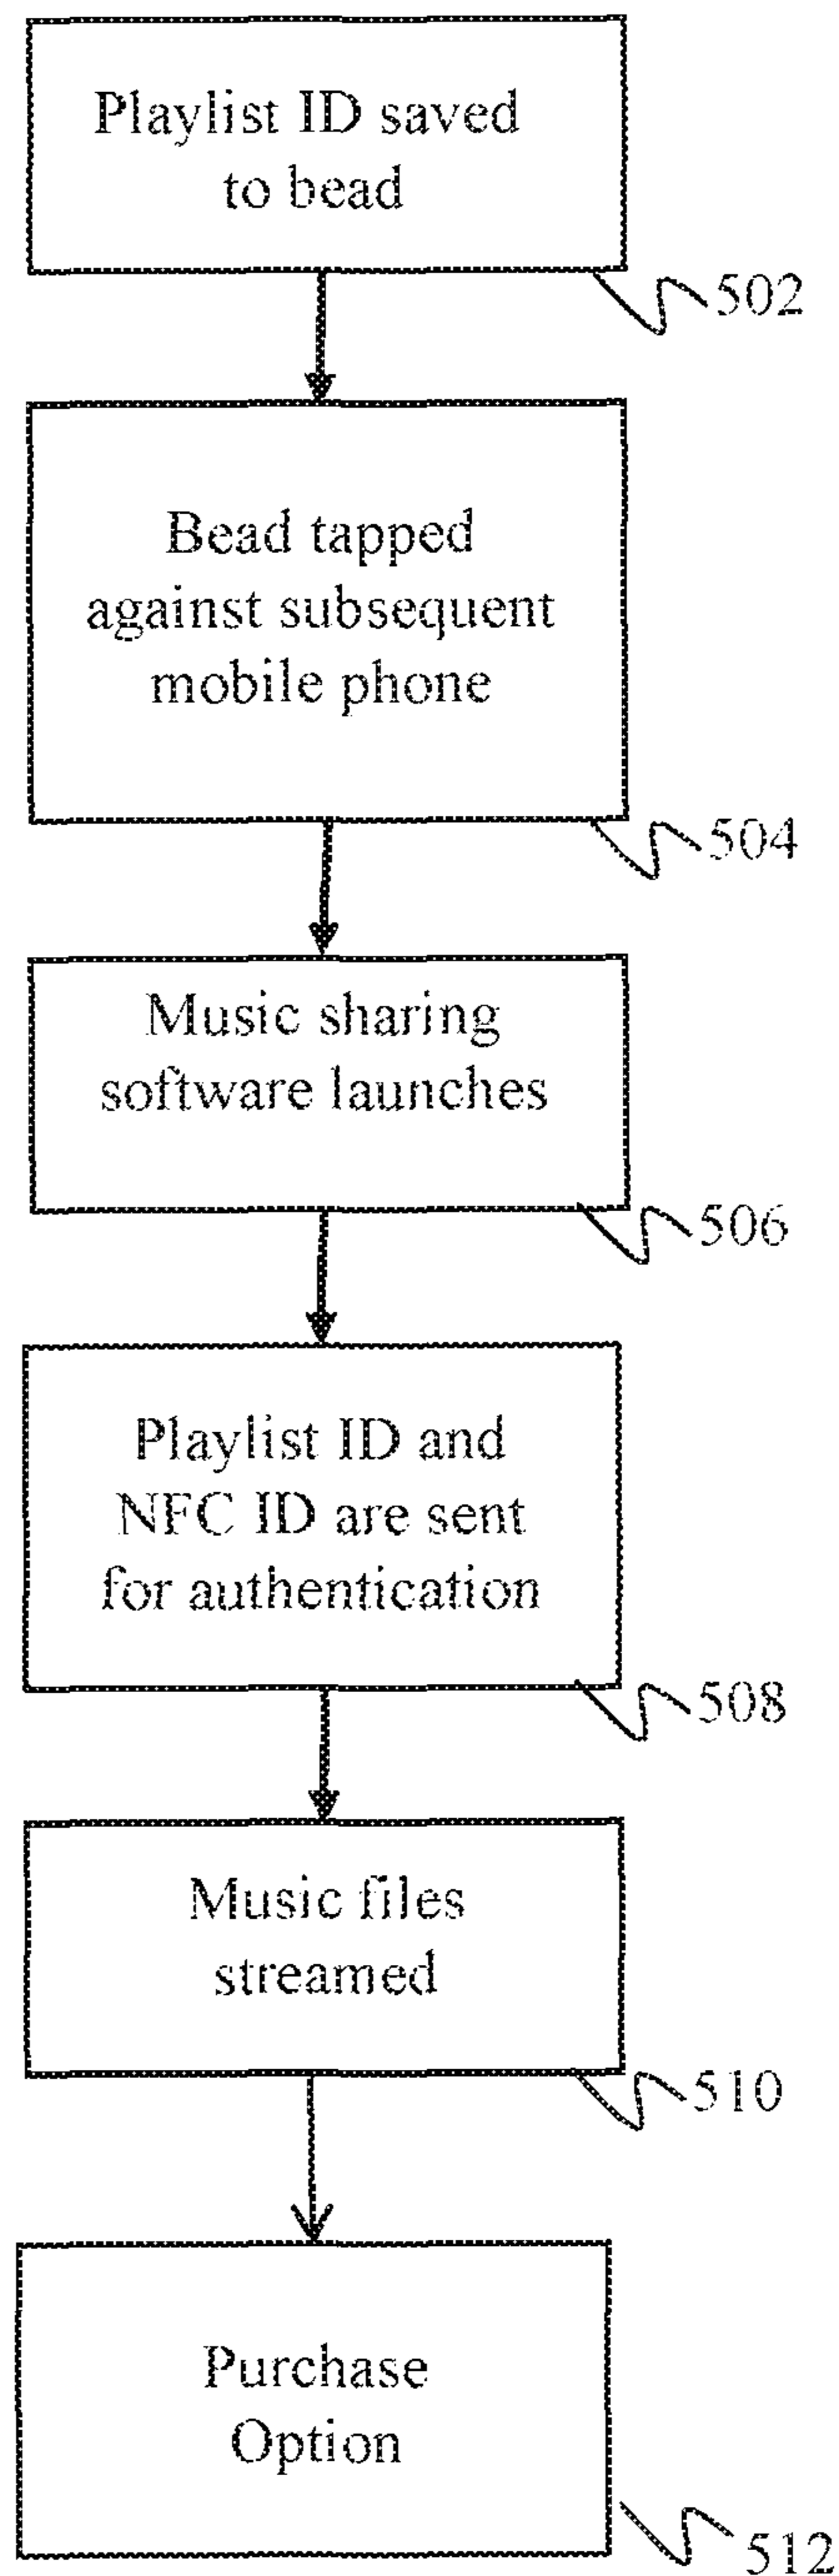 Playlist ID saved
to bead
502
Bead tapped
against subsequent
mobile phone
504
Music sharing
software launches
506
Playlist ID and
NFC ID are sent
for authentication
508
Music files
streamed
510
Purchase
Option
512